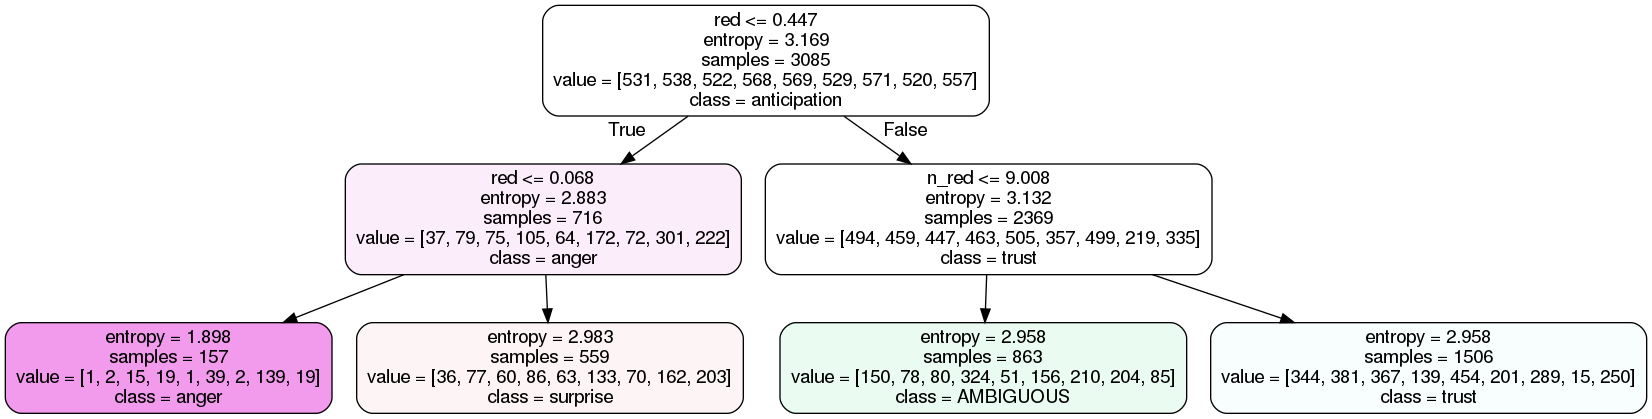 red <= 0.447
entropy = 3.169
samples = 3085
value = [531, 538, 522, 568, 569, 529, 571, 520, 557]
class = anticipation
True
False
red <= 0.068
entropy = 2.883
samples = 716
value = [37, 79, 75, 105, 64, 172, 72, 301, 222]
class = anger
n_red <= 9.008
entropy = 3.132
samples = 2369
value = [494, 459, 447, 463, 505, 357, 499, 219, 335]
class = trust
entropy = 1.898
samples = 157
value = [1, 2, 15, 19, 1, 39, 2, 139, 19]
class = anger
entropy = 2.983
samples = 559
value = [36, 77, 60, 86, 63, 133, 70, 162, 203]
class = surprise
entropy = 2.958
samples = 863
value = [150, 78, 80, 324, 51, 156, 210, 204, 85]
class = AMBIGUOUS
entropy = 2.958
samples = 1506
value = [344, 381, 367, 139, 454, 201, 289, 15, 250]
class = trust